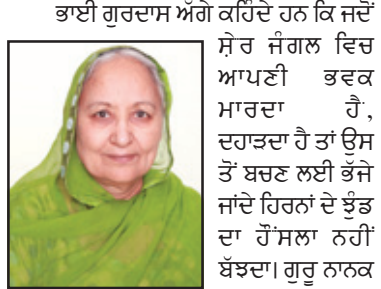 ਭਾਈ ਗੁਰਦਾਸ ਅੱਗੇ ਕਹਿੰਦੇ ਹਨ ਕਿ ਜਦੋਂ
ਸ਼ੇਰ ਜੰਗਲ ਵਿਚ
ਆਪਣੀ ਭਵਕ
ਮਾਰਦਾ ਹੈ,
ਦਹਾੜਦਾ ਹੈ ਤਾਂ ਉਸ
ਤੋਂ ਬਚਣ ਲਈ ਭੱਜੇ
ਜਾਂਦੇ ਹਿਰਨਾਂ ਦੇ ਝੁੰਡ
ਦਾ ਹੌਂਸਲਾ ਨਹੀਂ
ਬੱਝਦਾ। ਗੁਰੂ ਨਾਨਕ